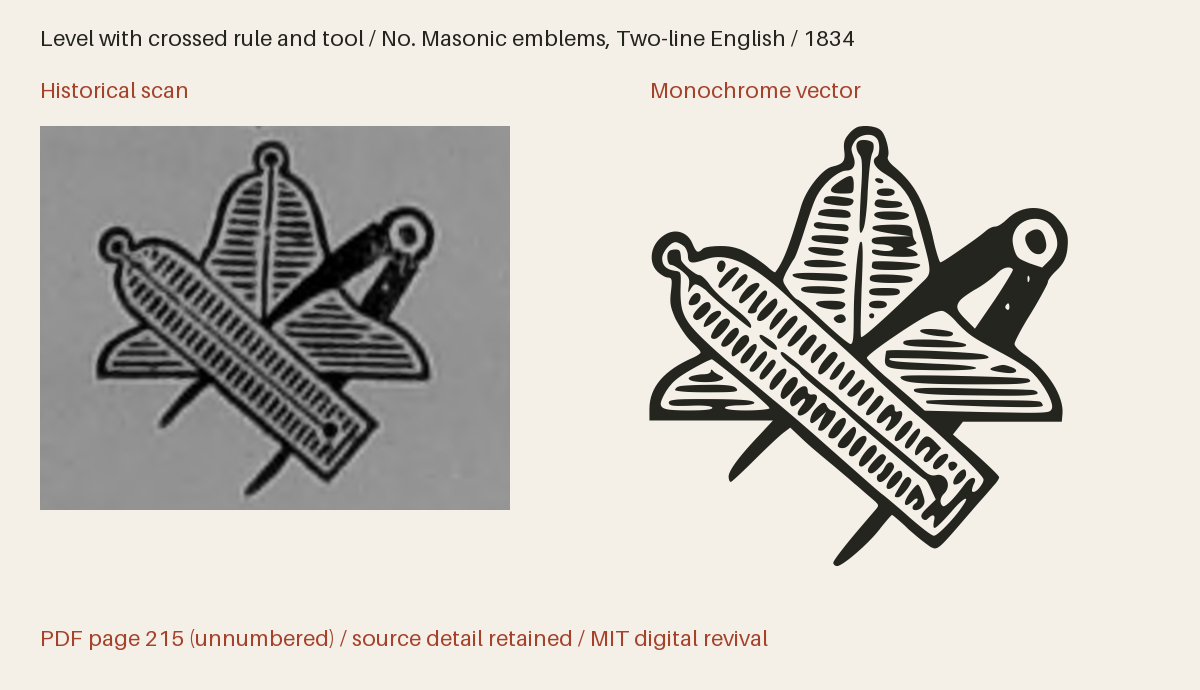 Level with crossed rule and tool / No. Masonic emblems, Two-line English / 1834
Historical scan
Monochrome vector
PDF page 215 (unnumbered) / source detail retained / MIT digital revival